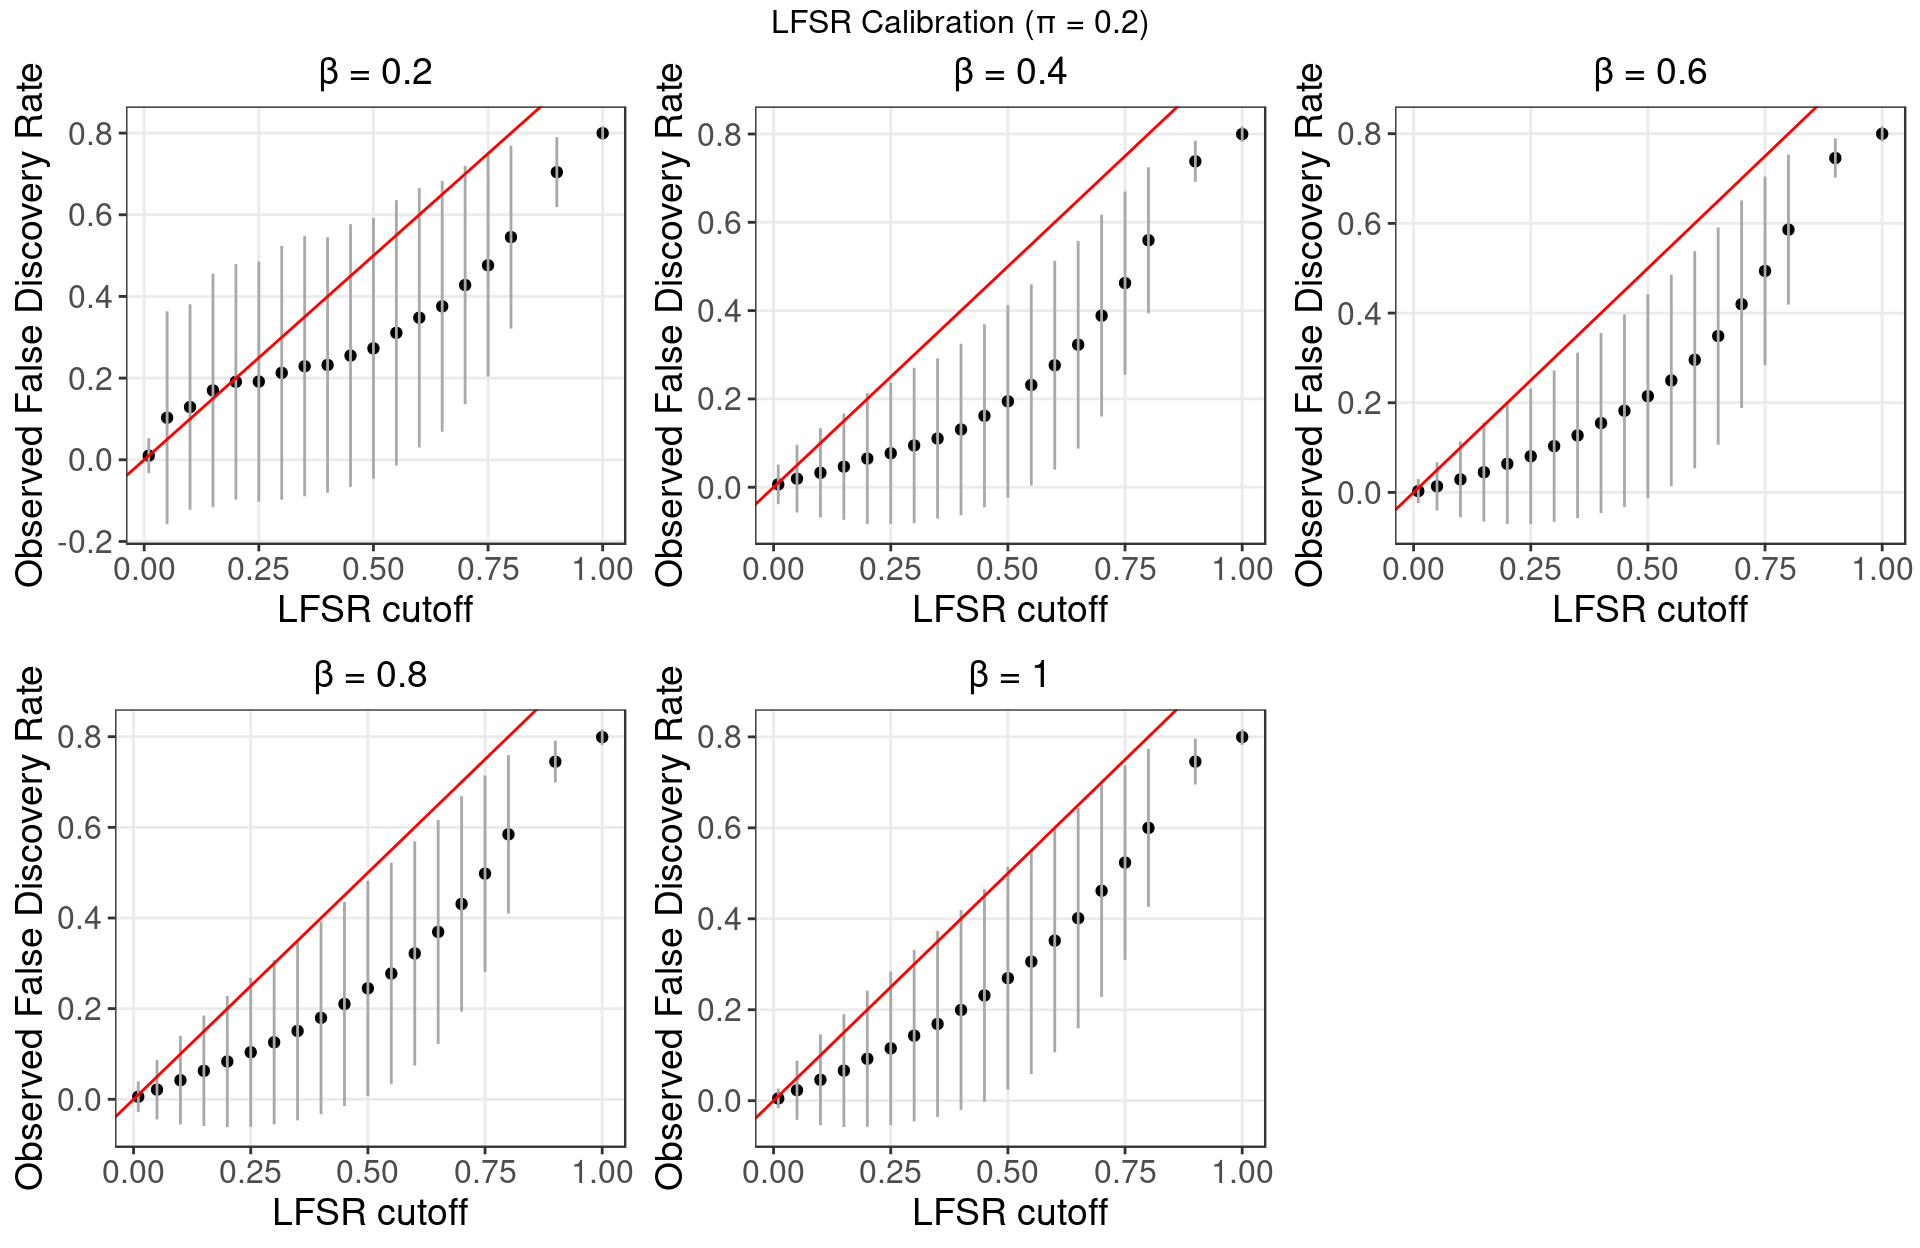 LFSR Calibration (π = 0.2)
β = 0.2
Observed False Discovery Rate
0.8
0.6
0.4
0.2
0.0
-0.2
0.00 0.25 0.50 0.75 1.00
LFSR cutoff
β = 0.4
Observed False Discovery Rate
0.8
0.6
0.4
0.2
0.0
0.00 0.25 0.50 0.75 1.00
LFSR cutoff
β = 0.6
Observed False Discovery Rate
0.8
0.6
0.4
0.2
0.0
0.00 0.25 0.50 0.75 1.00
LFSR cutoff
β = 0.8
Observed False Discovery Rate
0.8
0.6
0.4
0.2
0.0
0.00 0.25 0.50 0.75 1.00
LFSR cutoff
β = 1
Observed False Discovery Rate
0.8
0.6
0.4
0.2
0.0
0.00 0.25 0.50 0.75 1.00
LFSR cutoff